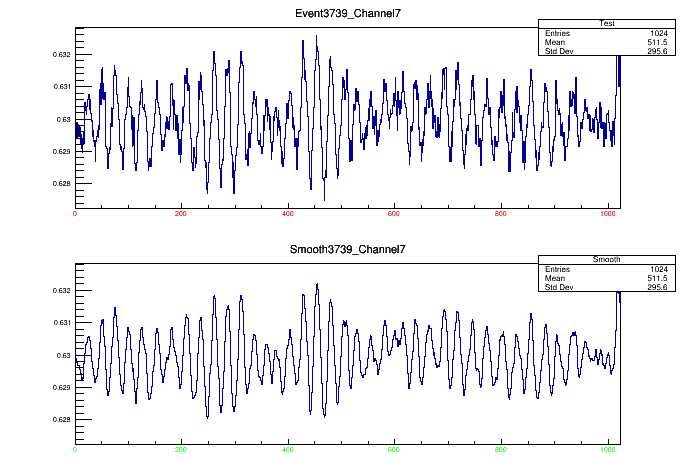 Event3739_Channel7
Test
Entries 1024
Mean 511.5
Std Dev 295.6
0.632
0.631
0.63
0.629
0.628
0 200 400 600 800 1000
Smooth3739_Channel7
Smooth
Entries 1024
Mean 511.5
Std Dev 295.6
0.632
0.631
0.63
0.629
0.628
0 200 400 600 800 1000